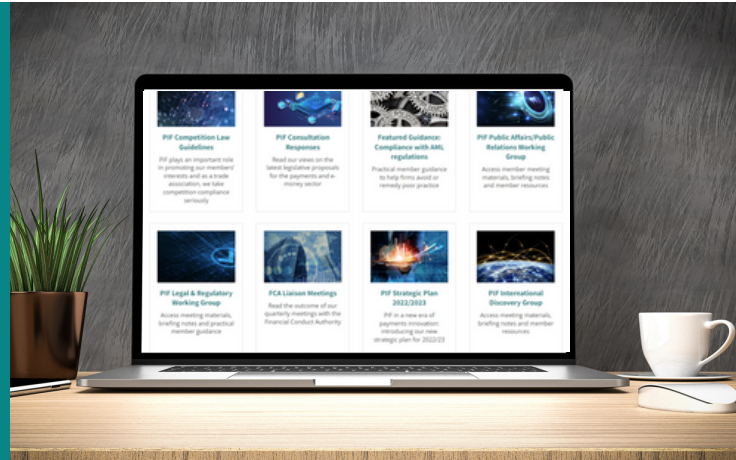 PIF Competition Law
Guidelines
PIF plays an important role
in promoting our members'
interests and as a trade
association, we take
competition compliance
seriously
PIF Consultation
Responses
Read our views on the
latest legislative proposals
for the payments and e-
money sector
Featured Guidance:
Compliance with AML
regulations
Practical member guidance
to help firms avoid or
remedy poor practice
PIF Public Affairs/Public
Relations Working
Group
Access member meeting
materials, briefing notes
and member resources
PIF Legal & Regulatory
Working Group
Access meeting materials,
briefing notes and practical
member guidance
FCA Liaison Meetings
Read the outcome of our
quarterly meetings with the
Financial Conduct Authority
PIF Strategic Plan
2022/2023
PIF in a new era of
payments innovation:
introducing our new
strategic plan for 2022/23
PIF International
Discovery Group
Access meeting materials,
briefing notes and member
resources